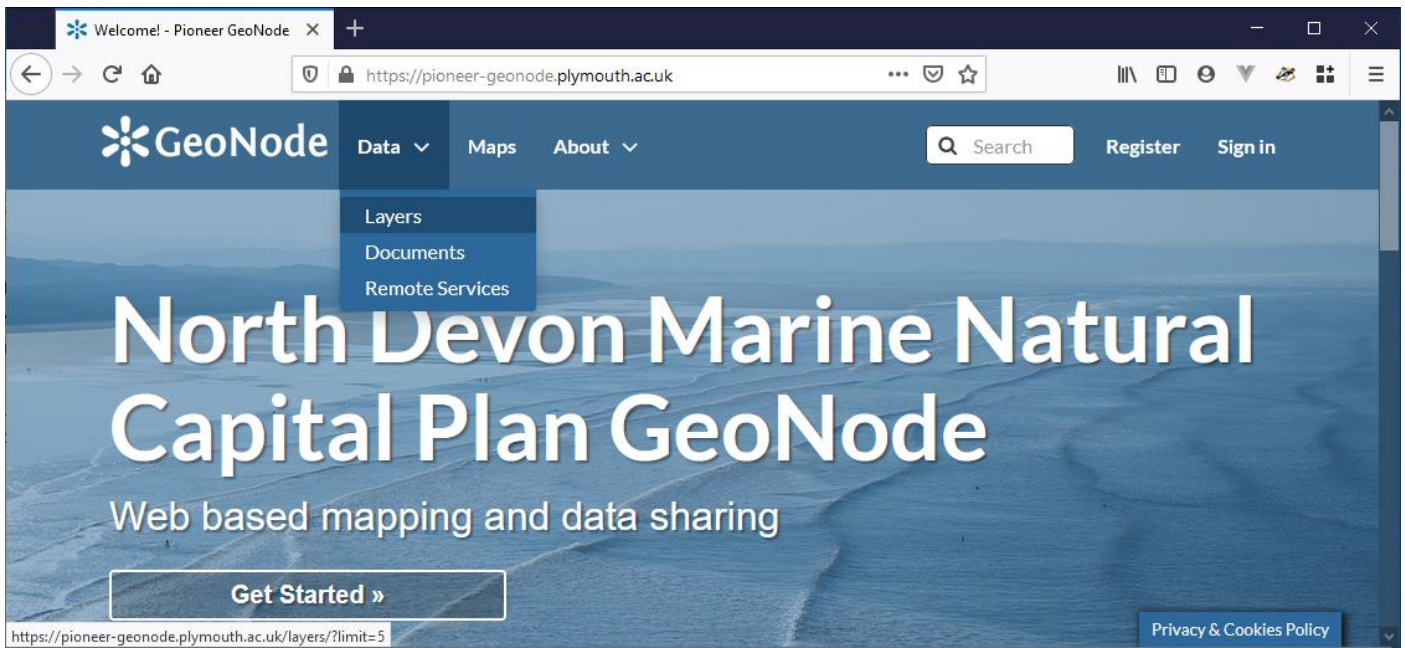 Welcome! - Pioneer GeoNode
https://pioneer-geonode.plymouth.ac.uk
GeoNode Data Maps About Search Register Sign in
Layers
Documents
Remote Services
North Devon Marine Natural
Capital Plan GeoNode
Web based mapping and data sharing
Get Started »
https://pioneer-geonode.plymouth.ac.uk/layers/?limit=5
Privacy & Cookies Policy